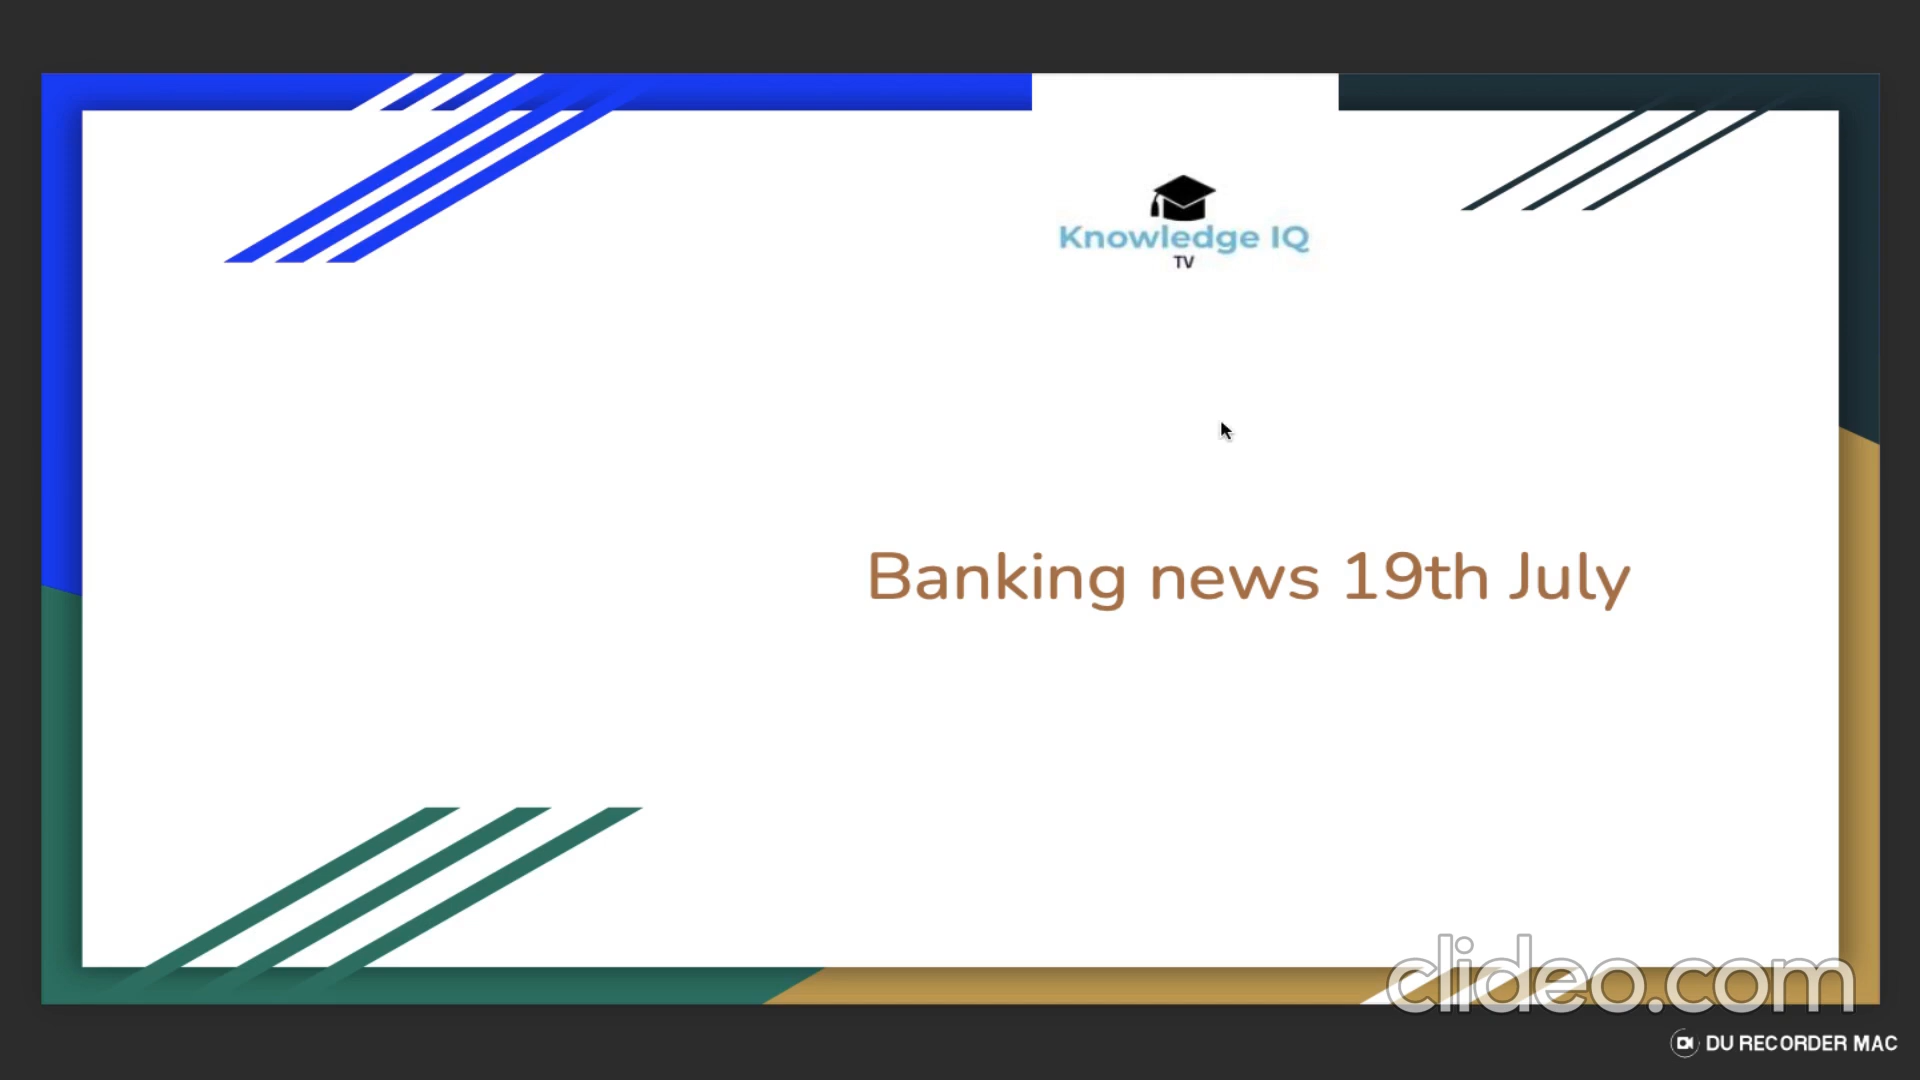 Knowledge IQ
TV
Banking news 19th July
clideo.com
DU RECORDER MAC